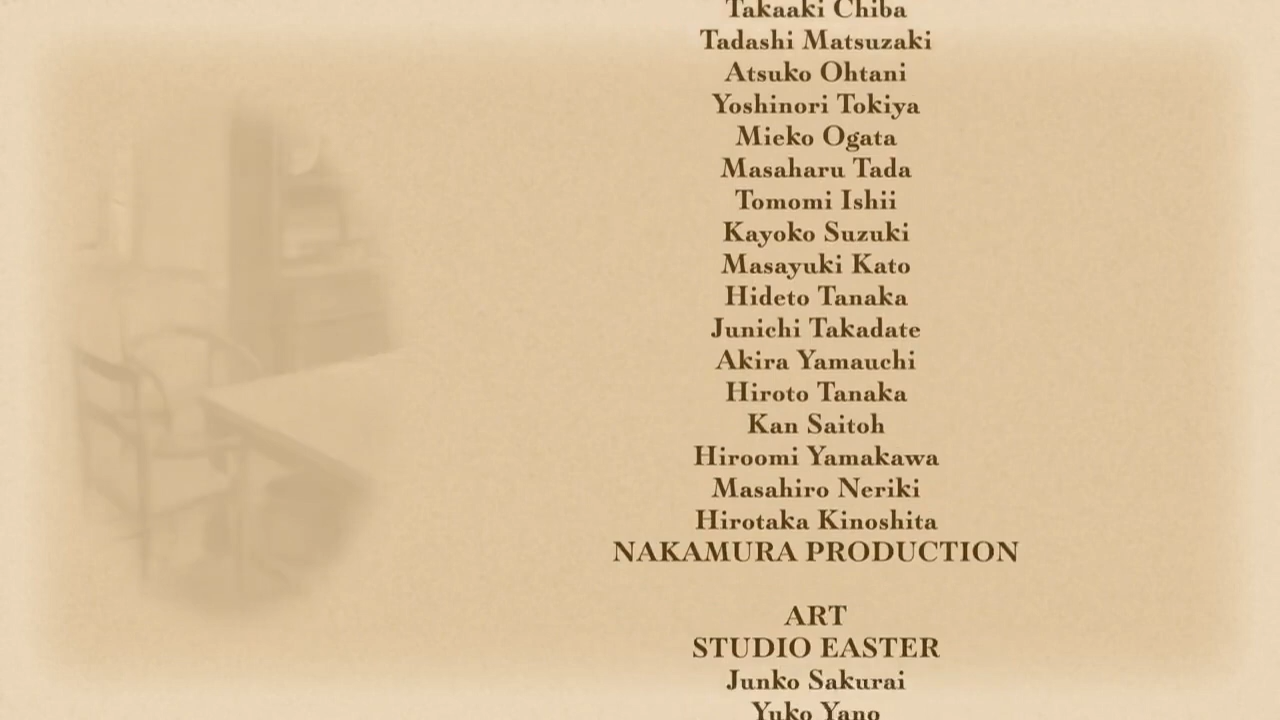 Takaaki Chiba
Tadashi Matsuzaki
Atsuko Ohtani
Yoshinori Tokiya
Mieko Ogata
Masaharu Tada
Tomomi Ishii
Kayoko Suzuki
Masayuki Kato
Hideto Tanaka
Junichi Takadate
Akira Yamauchi
Hiroto Tanaka
Kan Saitoh
Hiroomi Yamakawa
Masahiro Neriki
Hirotaka Kinoshita
NAKAMURA PRODUCTION
ART
STUDIO EASTER
Junko Sakurai
Yuko Yano